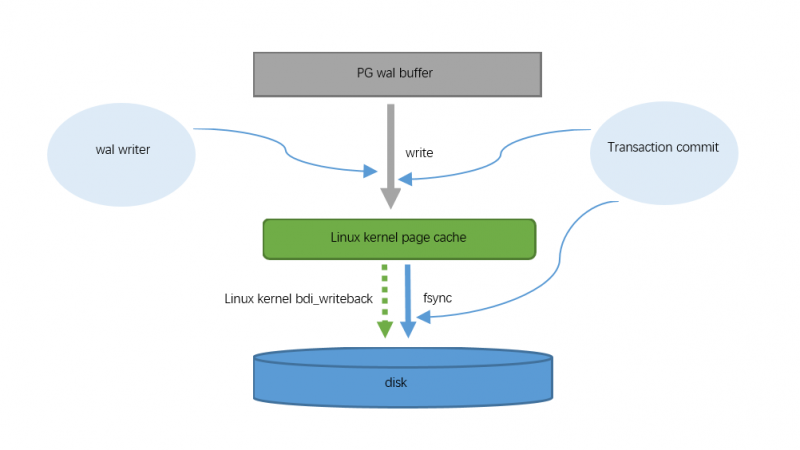 PG wal buffer
wal writer
Transaction commit
write
Linux kernel page cache
Linux kernel bdi_writeback
fsync
disk